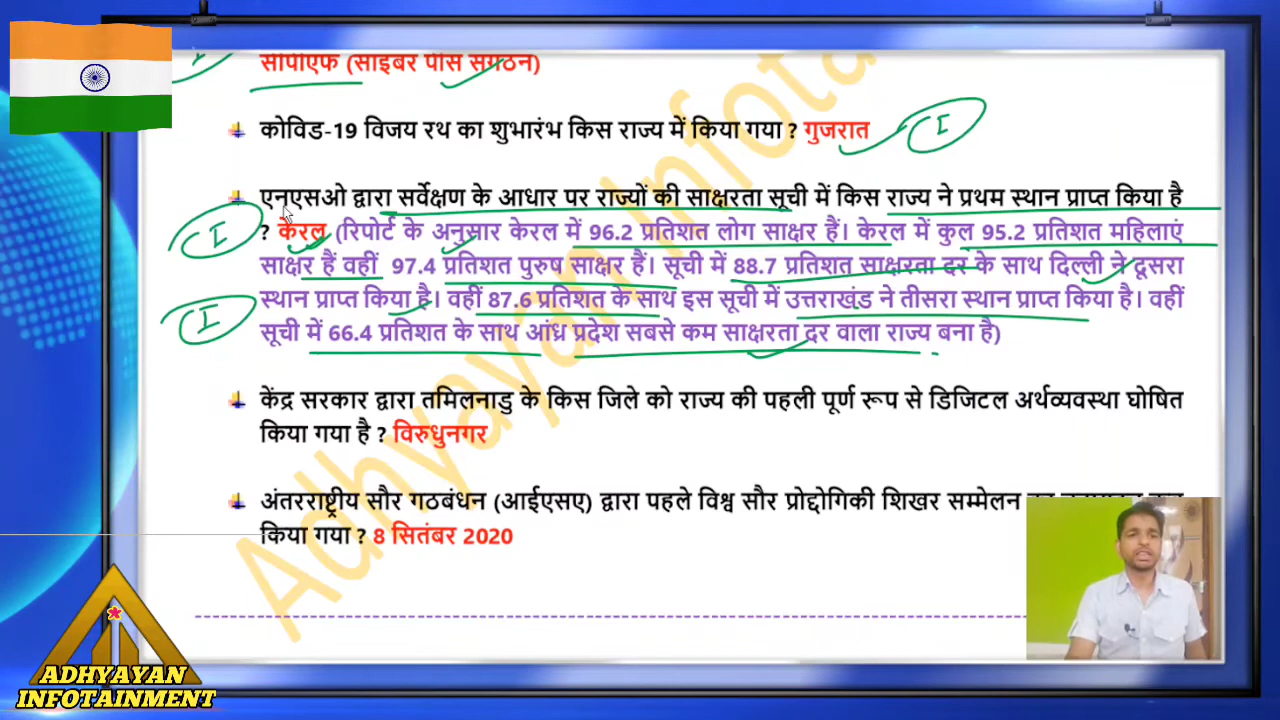 सीपीएफ (साइबर पीस संगठन)
कोविड-19 विजय रथ का शुभारंभ किस राज्य में किया गया ? गुजरात
I
एनएसओ द्वारा सर्वेक्षण के आधार पर राज्यों की साक्षरता सूची में किस राज्य ने प्रथम स्थान प्राप्त किया है
? केरल (रिपोर्ट के अनुसार केरल में 96.2 प्रतिशत लोग साक्षर हैं। केरल में कुल 95.2 प्रतिशत महिलाएं
I
साक्षर हैं वहीं 97.4 प्रतिशत पुरुष साक्षर हैं। सूची में 88.7 प्रतिशत साक्षरता दर के साथ दिल्ली ने दूसरा
स्थान प्राप्त किया है। वहीं 87.6 प्रतिशत के साथ इस सूची में उत्तराखंड ने तीसरा स्थान प्राप्त किया है। वहीं
I
सूची में 66.4 प्रतिशत के साथ आंध्र प्रदेश सबसे कम साक्षरता दर वाला राज्य बना है)
केंद्र सरकार द्वारा तमिलनाडु के किस जिले को राज्य की पहली पूर्ण रूप से डिजिटल अर्थव्यवस्था घोषित
किया गया है ? विरुधुनगर
अंतरराष्ट्रीय सौर गठबंधन (आईएसए) द्वारा पहले विश्व सौर प्रोद्दोगिकी शिखर सम्मेलन
किया गया ? 8 सितंबर 2020
Adhyayan Infota
ADHYAYAN
INFOTAINMENT